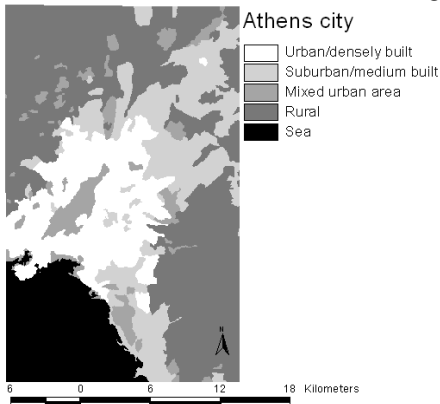 Athens city
Urban/densely built
Suburban/medium built
Mixed urban area
Rural
Sea
N
6 0 6 12 18 Kilometers